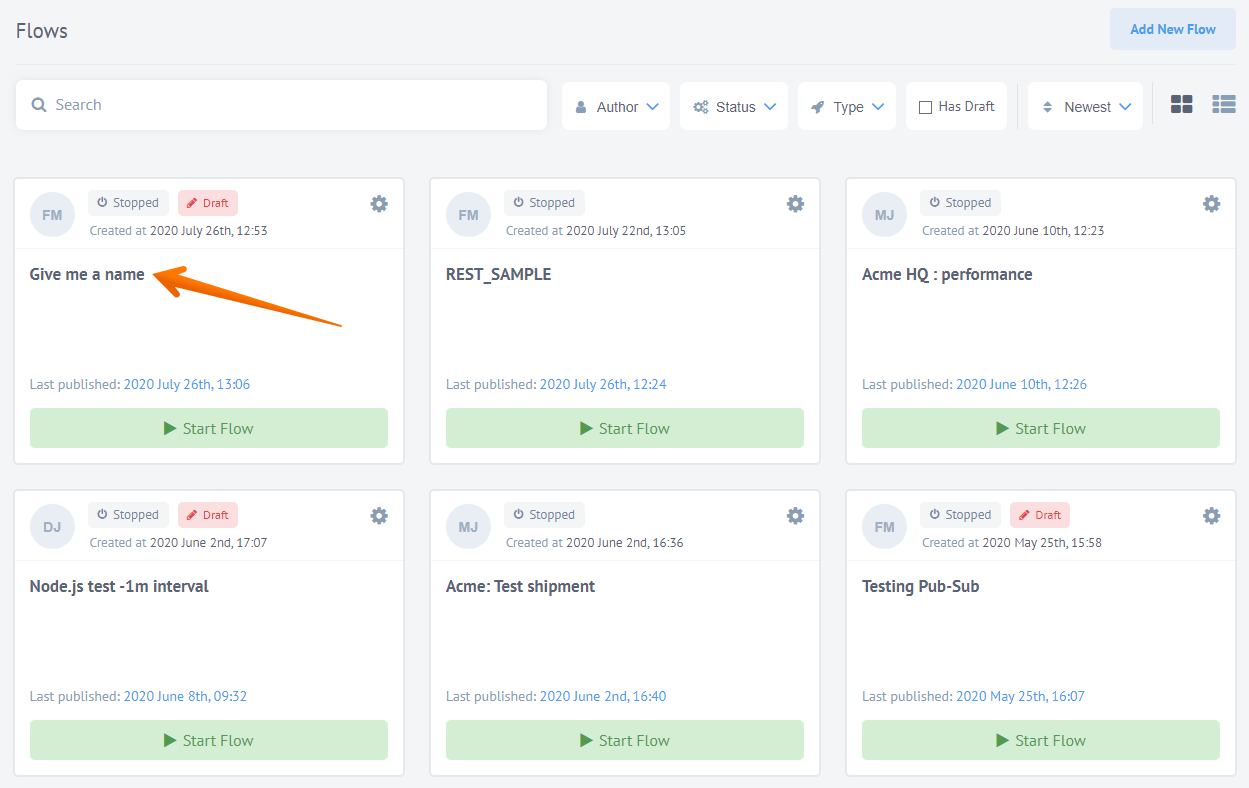 Flows
Add New Flow
Search
Author
Status
Type
Has Draft
Newest
FM
Stopped
Draft
Created at 2020 July 26th, 12:53
Give me a name
Last published: 2020 July 26th, 13:06
Start Flow
FM
Stopped
Created at 2020 July 22nd, 13:05
REST_SAMPLE
Last published: 2020 July 26th, 12:24
Start Flow
MJ
Stopped
Created at 2020 June 10th, 12:23
Acme HQ : performance
Last published: 2020 June 10th, 12:26
Start Flow
DJ
Stopped
Draft
Created at 2020 June 2nd, 17:07
Node.js test -1m interval
Last published: 2020 June 8th, 09:32
Start Flow
MJ
Stopped
Created at 2020 June 2nd, 16:36
Acme: Test shipment
Last published: 2020 June 2nd, 16:40
Start Flow
FM
Stopped
Draft
Created at 2020 May 25th, 15:58
Testing Pub-Sub
Last published: 2020 May 25th, 16:07
Start Flow